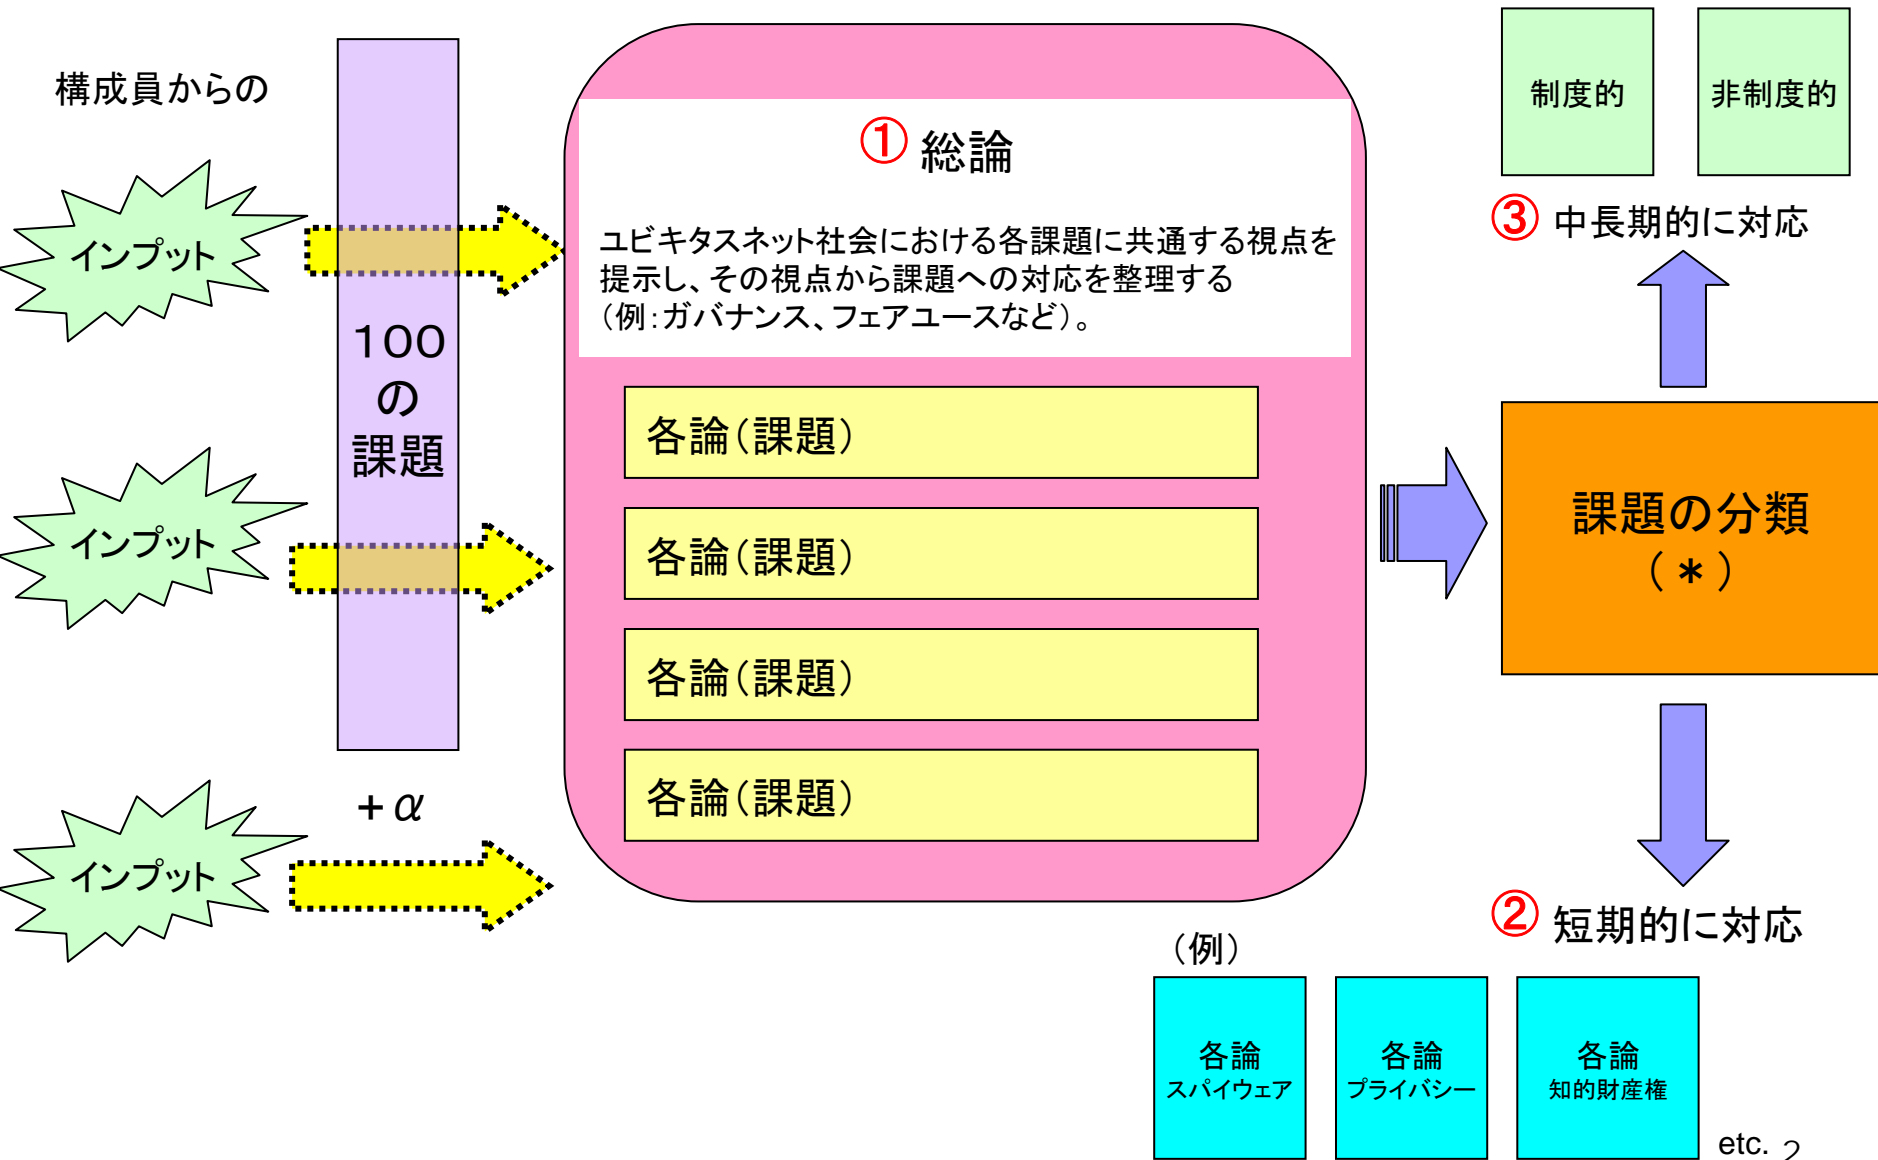 構成員からの
インプット
インプット
インプット
100
の
課題
+α
① 総論
ユビキタスネット社会における各課題に共通する視点を
提示し、その視点から課題への対応を整理する
(例:ガバナンス、フェアユースなど)。
各論(課題)
各論(課題)
各論(課題)
各論(課題)
制度的
非制度的
③ 中長期的に対応
課題の分類
(*)
② 短期的に対応
(例)
各論
スパイウェア
各論
プライバシー
各論
知的財産権
etc.